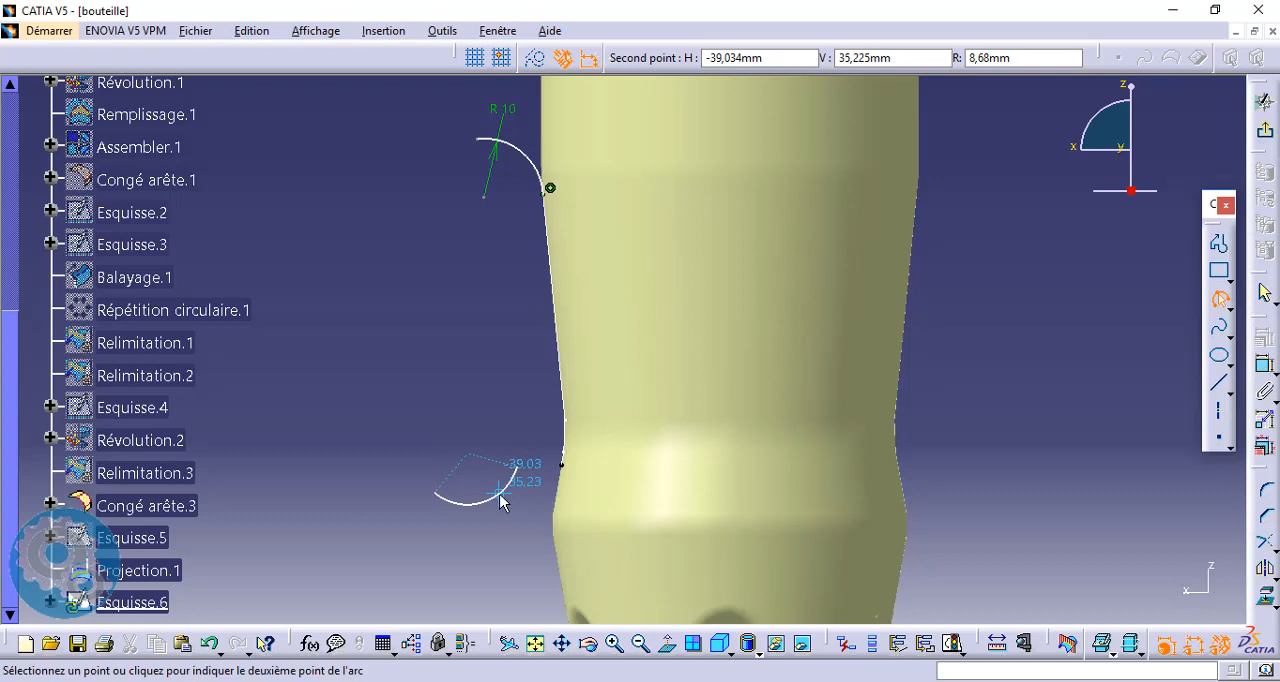 CATIA V5 - [bouteille]
Démarrer ENOVIA V5 VPM Fichier Edition Affichage Insertion Outils Fenêtre Aide
Second point : H : -39,034mm V : 35,225mm R: 8,68mm
Révolution.1
Remplissage.1
Assembler.1
Congé arête.1
Esquisse.2
Esquisse.3
Balayage.1
Répétition circulaire.1
Relimitation.1
Relimitation.2
Esquisse.4
Révolution.2
Relimitation.3
Congé arête.3
Esquisse.5
Projection.1
Esquisse.6
R 10
-39,03
35,23
z
x y
C
z
x
f(x)
CATIA
Sélectionnez un point ou cliquez pour indiquer le deuxième point de l'arc